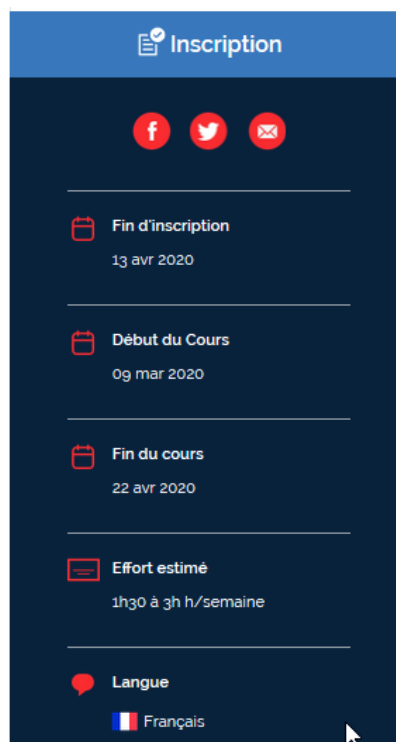 Inscription
Fin d'inscription
13 avr 2020
Début du Cours
09 mar 2020
Fin du cours
22 avr 2020
Effort estimé
1h30 à 3h h/semaine
Langue
Français